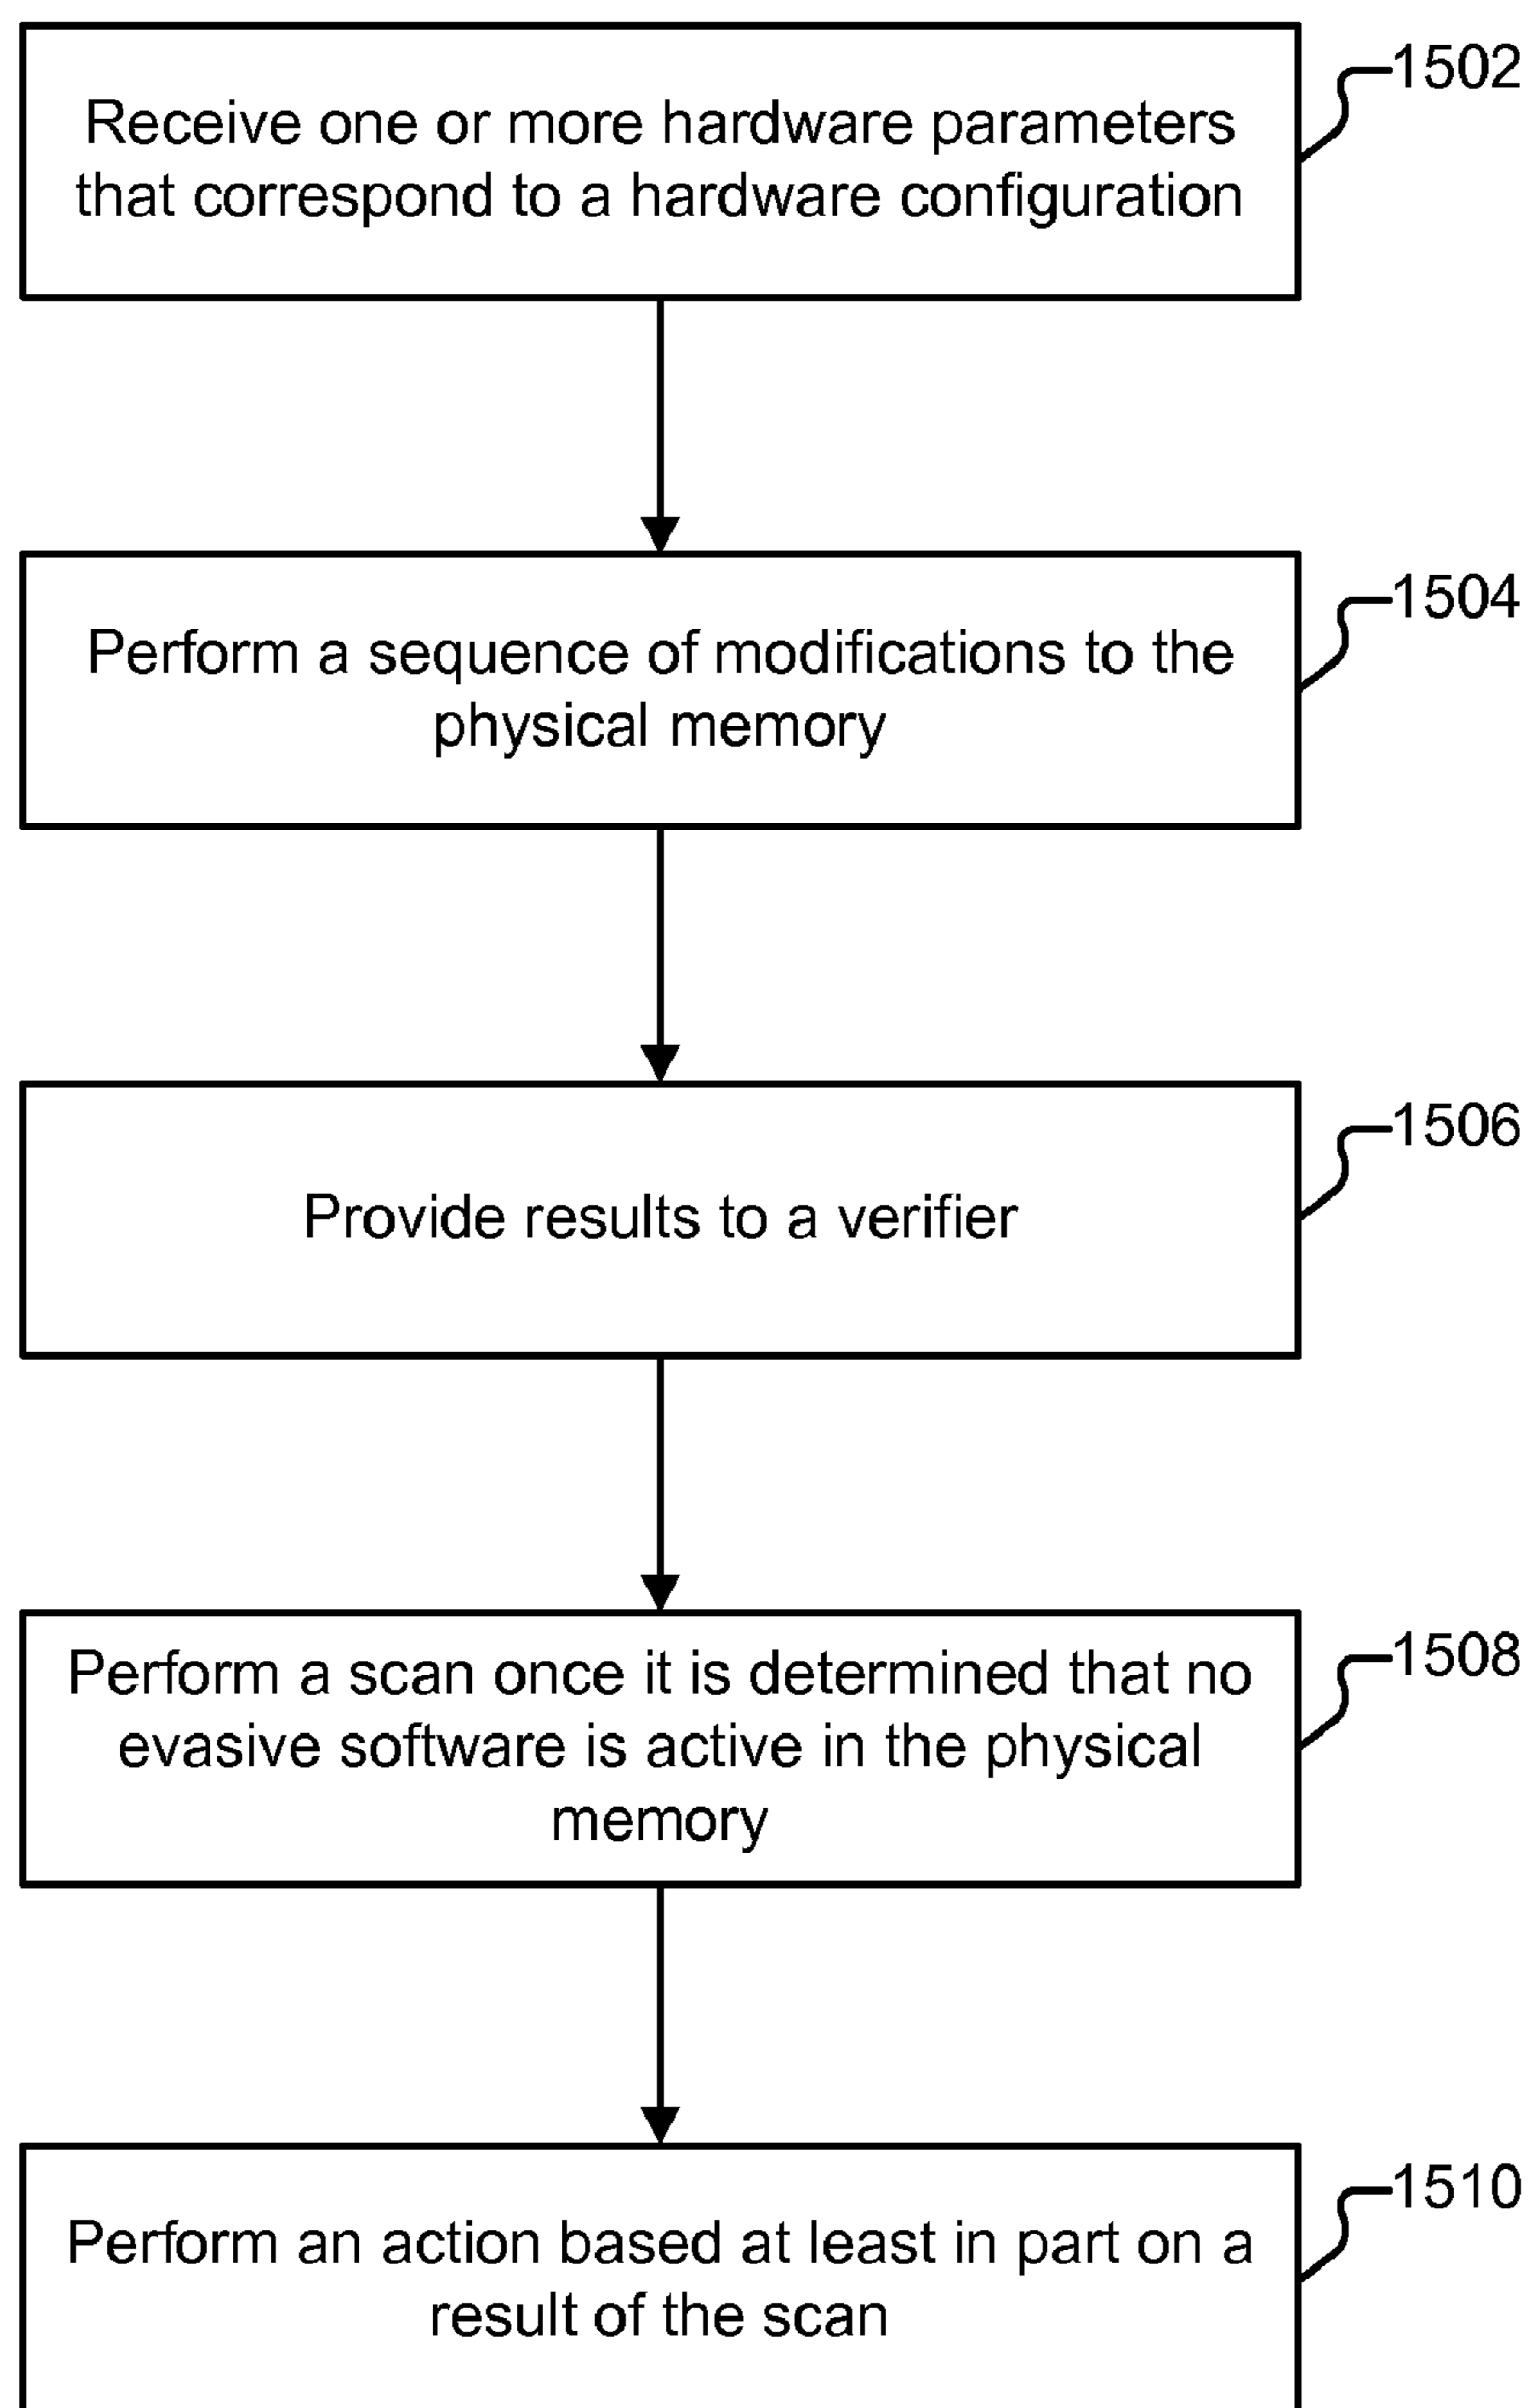 Receive one or more hardware parameters
that correspond to a hardware configuration
1502
Perform a sequence of modifications to the
physical memory
1504
Provide results to a verifier
1506
Perform a scan once it is determined that no
evasive software is active in the physical
memory
1508
Perform an action based at least in part on a
result of the scan
1510